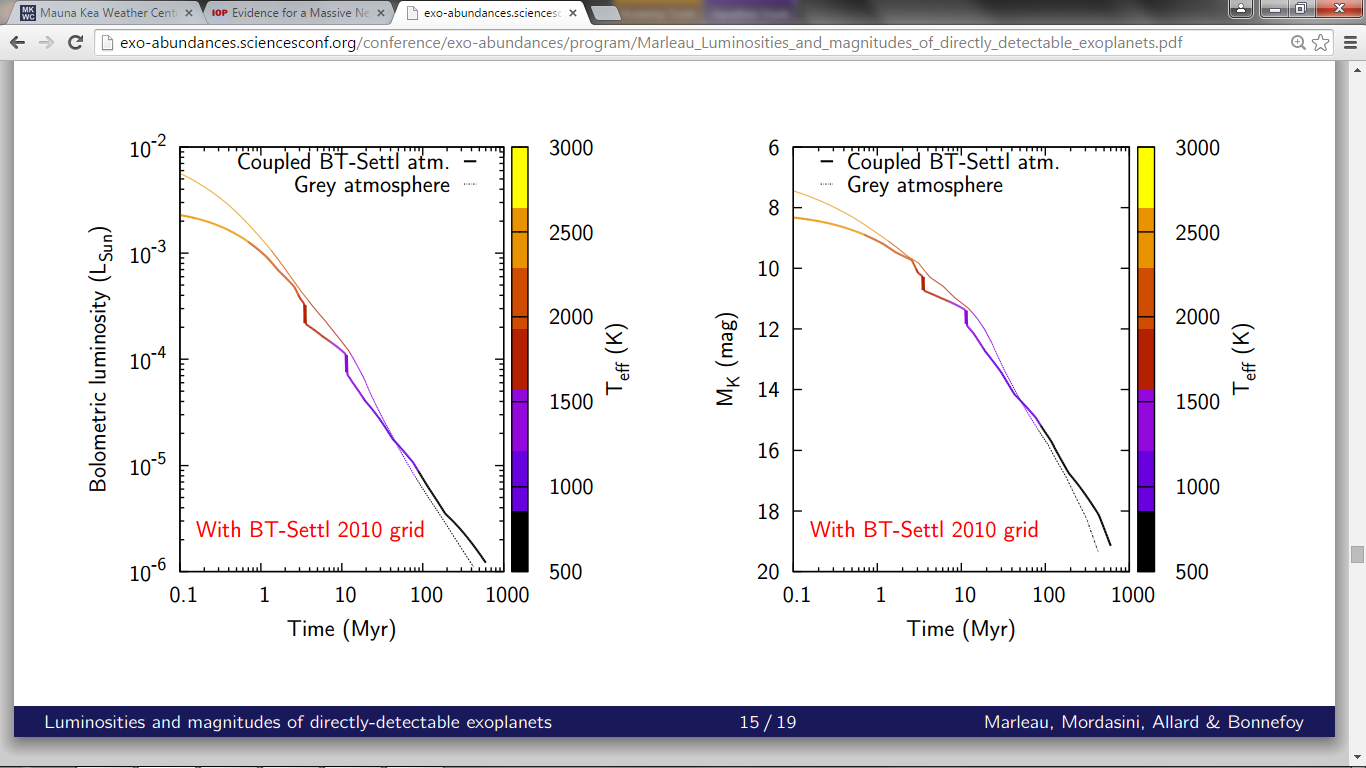 Mauna Kea Weather Cent
IOP Evidence for a Massive Ne
exo-abundances.sciencesc
exo-abundances.sciencesconf.org/conference/exo-abundances/program/Marleau_Luminosities_and_magnitudes_of_directly_detectable_exoplanets.pdf
Coupled BT-Settl atm.
Grey atmosphere
With BT-Settl 2010 grid
Bolometric luminosity (L_Sun)
10^-2
10^-3
10^-4
10^-5
10^-6
0.1 1 10 100 1000
Time (Myr)
3000
2500
2000
1500
1000
500
T_eff (K)
Coupled BT-Settl atm.
Grey atmosphere
With BT-Settl 2010 grid
M_K (mag)
6
8
10
12
14
16
18
20
0.1 1 10 100 1000
Time (Myr)
3000
2500
2000
1500
1000
500
T_eff (K)
Luminosities and magnitudes of directly-detectable exoplanets 15 / 19 Marleau, Mordasini, Allard & Bonnefoy